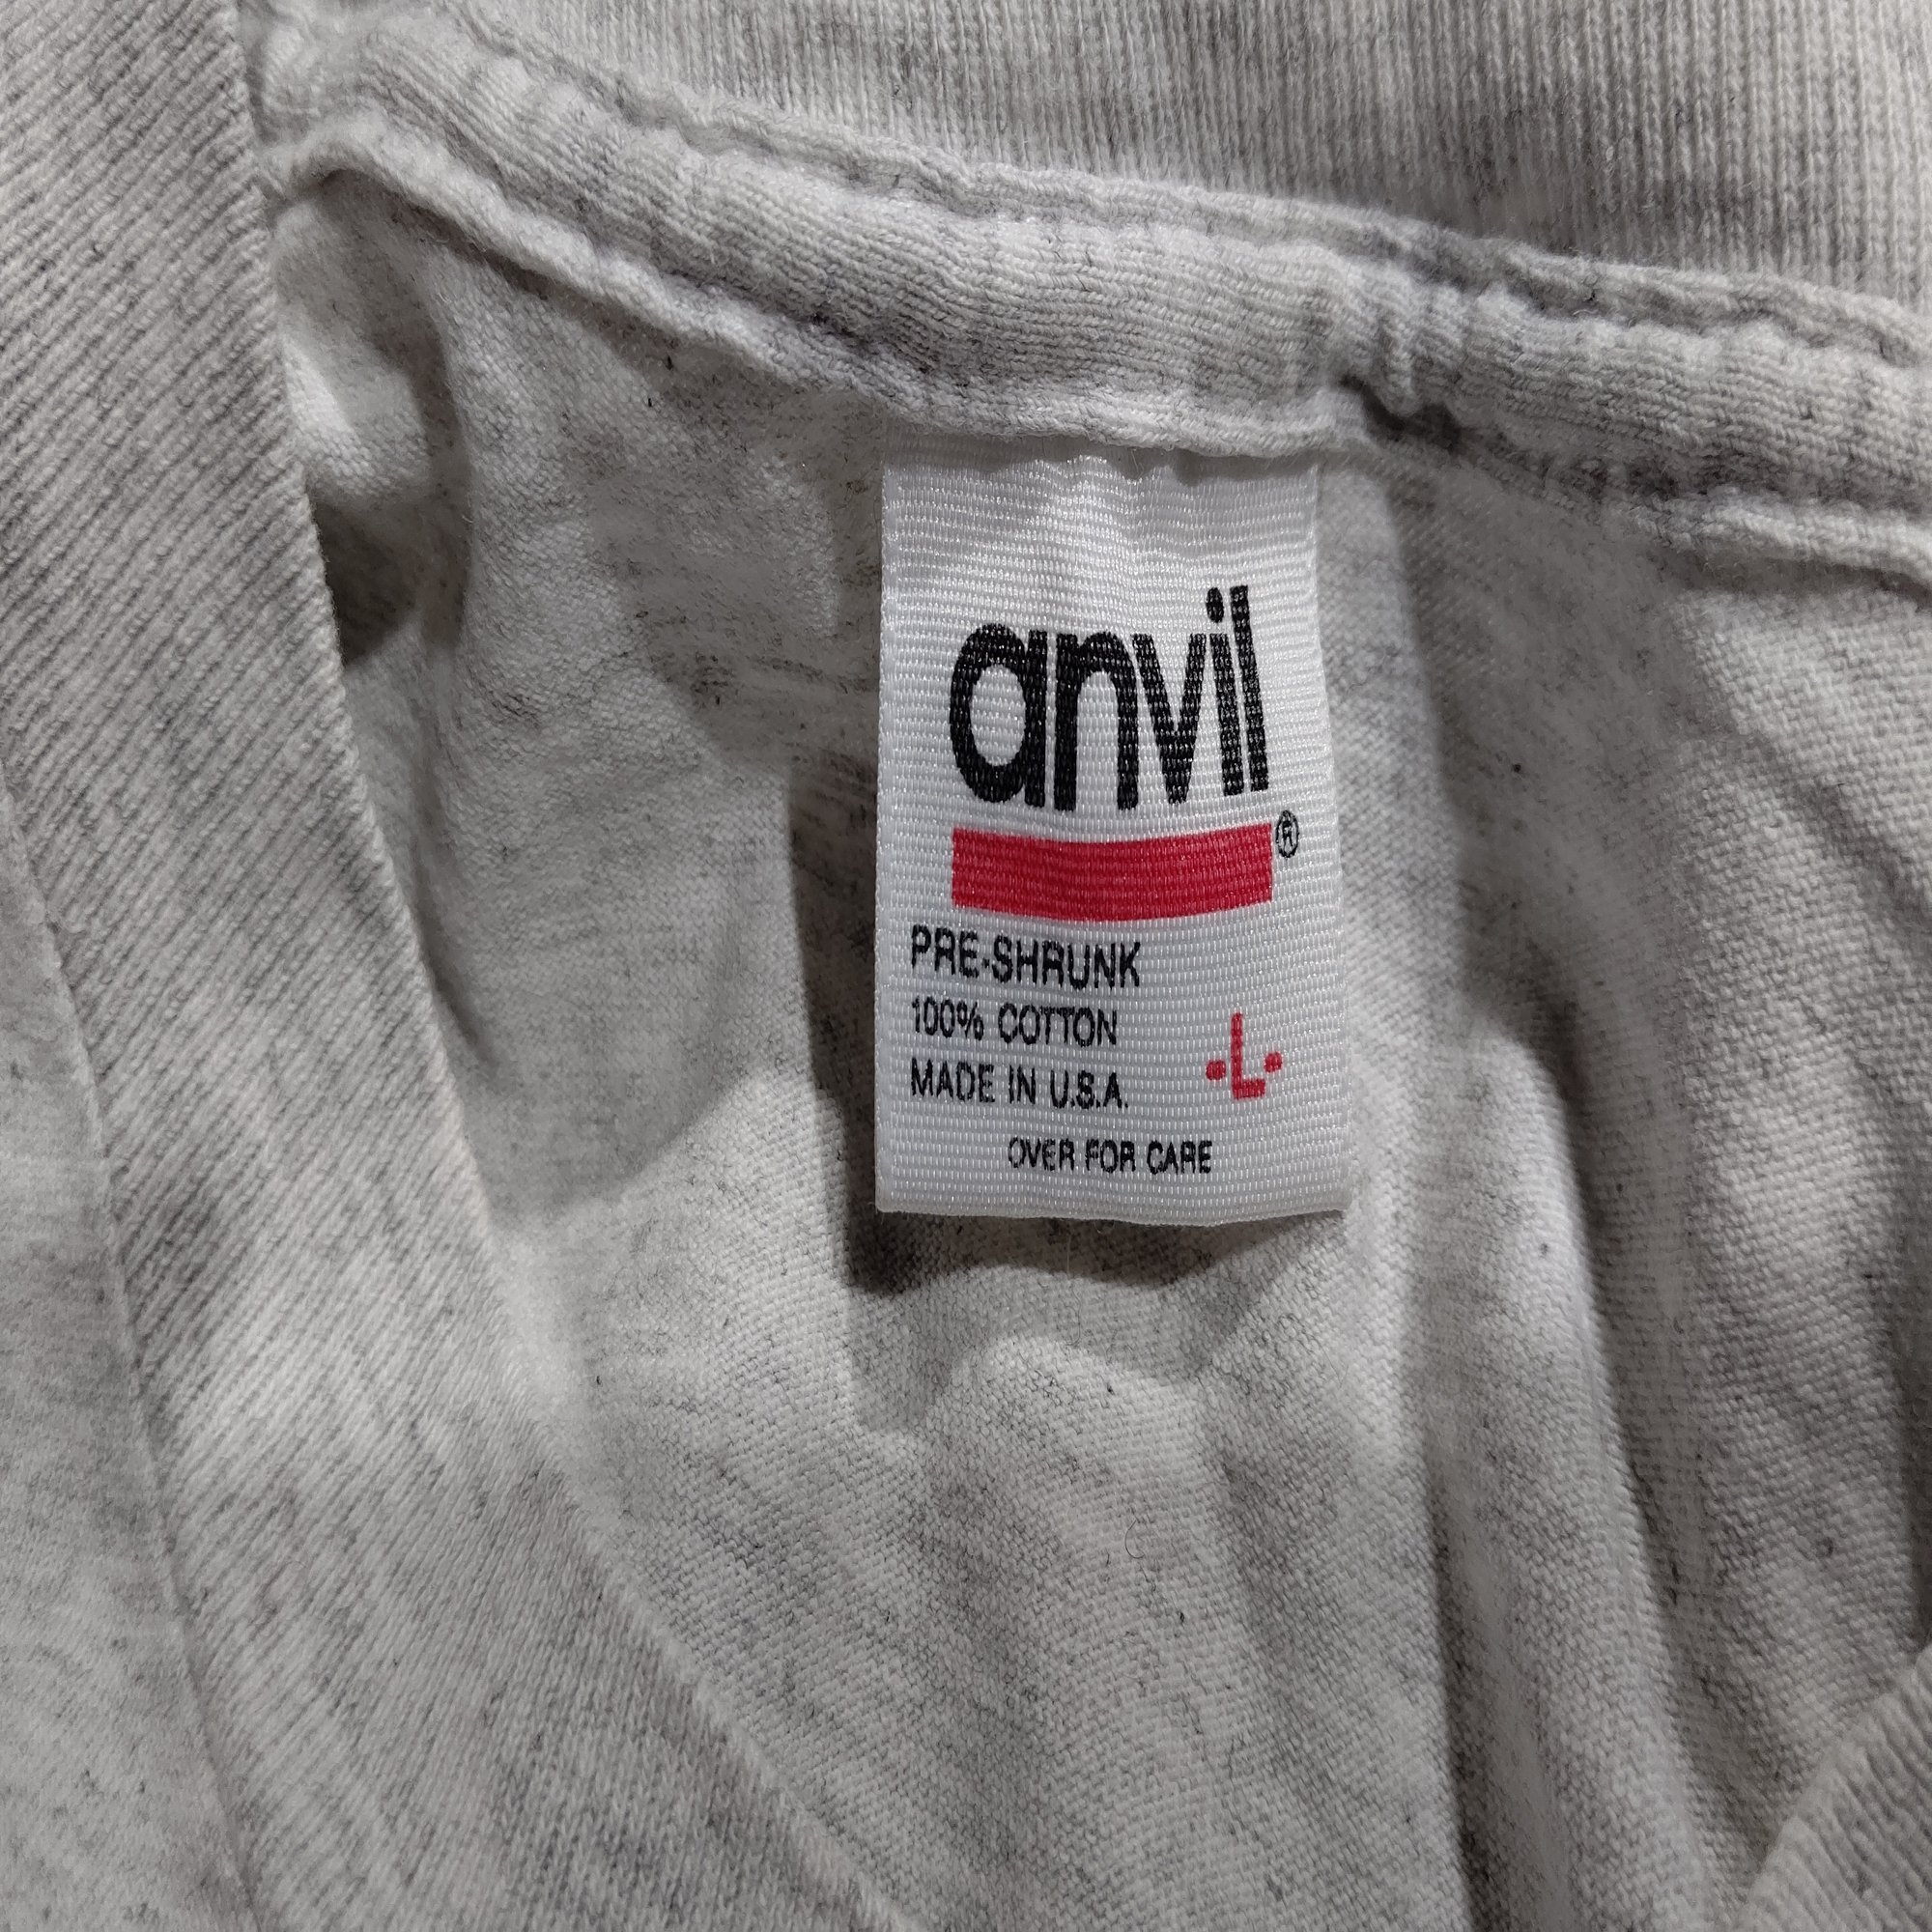 anvil®
PRE-SHRUNK
100% COTTON
MADE IN U.S.A.
·L·
OVER FOR CARE